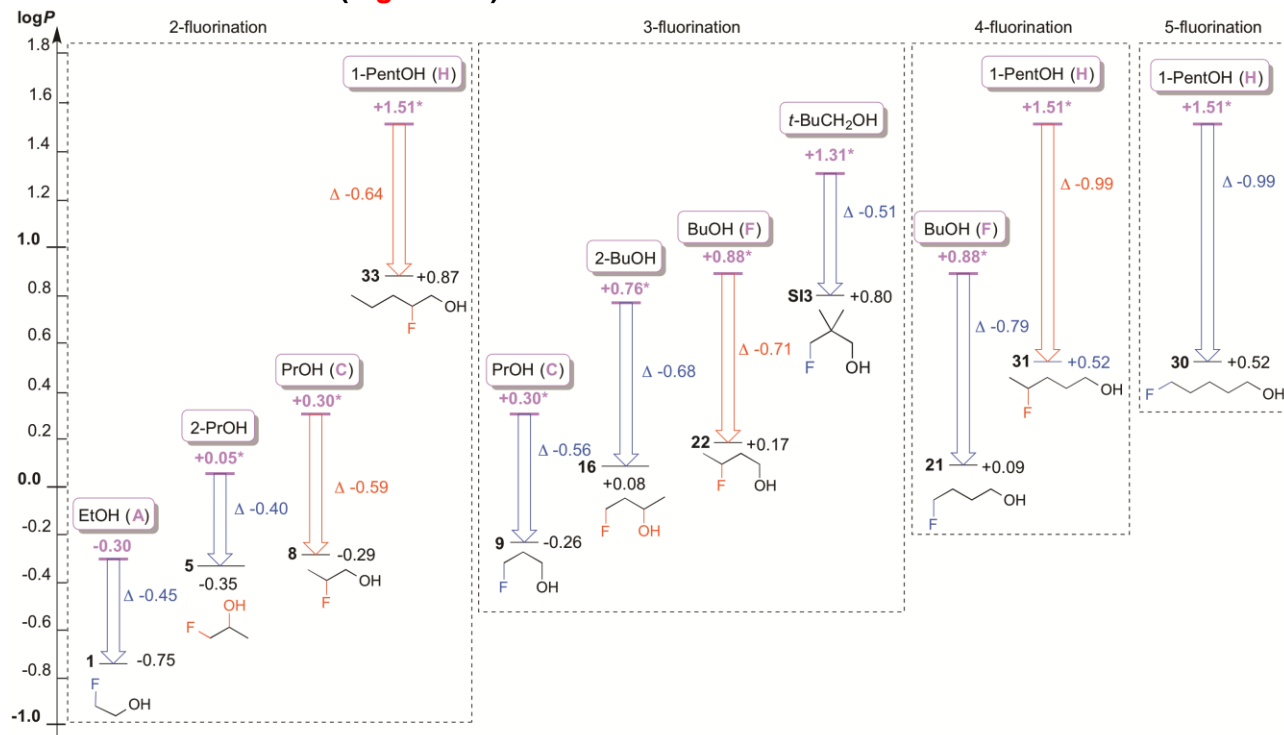 logP
2-fluorination
3-fluorination
4-fluorination
5-fluorination
1.8
1.6
1.4
1.2
1.0
0.8
0.6
0.4
0.2
0.0
-0.2
-0.4
-0.6
-0.8
-1.0
EtOH (A)
-0.30
Δ -0.45
1
-0.75
F
OH
2-PrOH
+0.05*
Δ -0.40
5
-0.35
OH
F
PrOH (C)
+0.30*
Δ -0.59
8
-0.29
OH
F
1-PentOH (H)
+1.51*
Δ -0.64
33
+0.87
OH
F
PrOH (C)
+0.30*
Δ -0.56
9
-0.26
F
OH
2-BuOH
+0.76*
Δ -0.68
16
+0.08
F
OH
BuOH (F)
+0.88*
Δ -0.71
22
+0.17
F
OH
t-BuCH₂OH
+1.31*
Δ -0.51
SI3
+0.80
F
OH
BuOH (F)
+0.88*
Δ -0.79
21
+0.09
OH
F
1-PentOH (H)
+1.51*
Δ -0.99
31
+0.52
OH
F
1-PentOH (H)
+1.51*
Δ -0.99
30
+0.52
F
OH